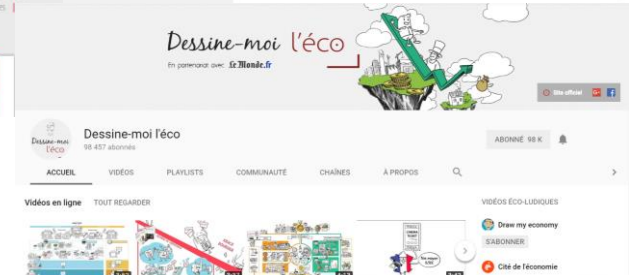 Dessine-moi l'éco
En partenariat avec Le Monde.fr
Site officiel
Dessine-moi l'éco
Dessine-moi l'éco
98 457 abonnés
ABONNÉ 98 K
ACCUEIL VIDÉOS PLAYLISTS COMMUNAUTÉ CHAÎNES À PROPOS
Vidéos en ligne TOUT REGARDER
VIDÉOS ÉCO-LUDIQUES
Draw my economy
S'ABONNER
Cité de l'économie